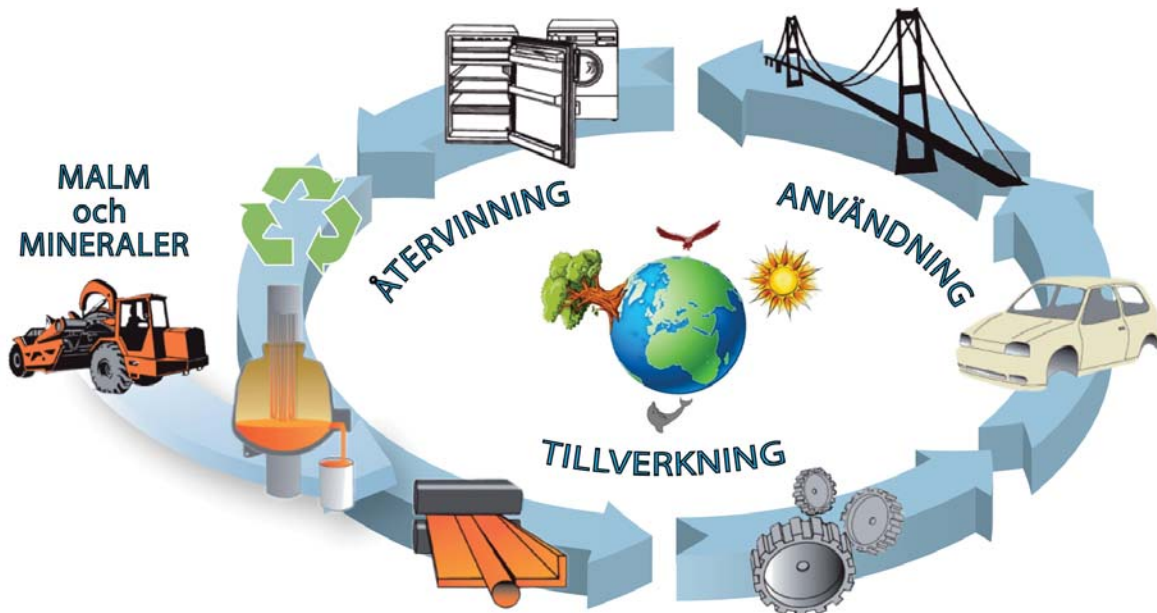 MALM
och
MINERALER
ÅTERVINNING
ANVÄNDNING
TILLVERKNING